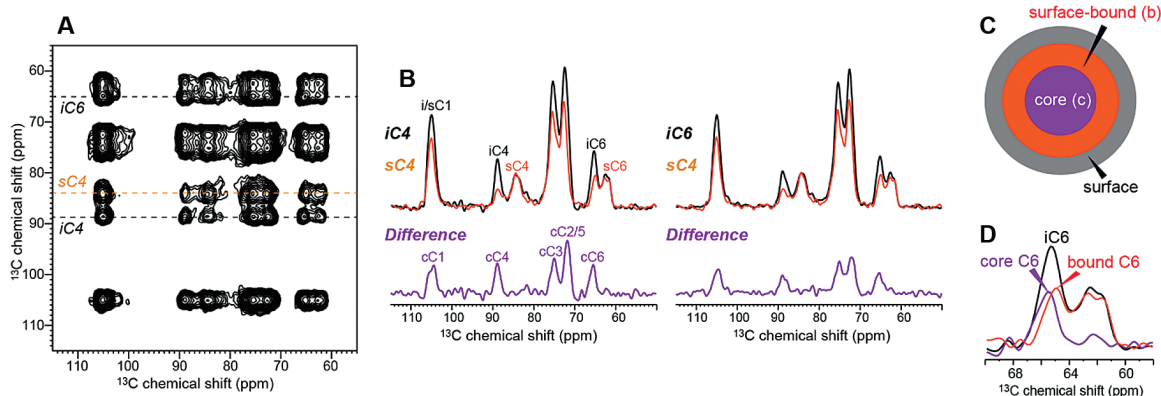 A
60
70
80
90
100
110
iC6
sC4
iC4
13C chemical shift (ppm)
110 100 90 80 70 60
13C chemical shift (ppm)
B
iC4
sC4
i/sC1
iC4
sC4
iC6
sC6
Difference
cC1
cC4
cC3
cC2/5
cC6
110 100 90 80 70 60
13C chemical shift (ppm)
iC6
sC4
Difference
110 100 90 80 70 60
13C chemical shift (ppm)
C
surface-bound (b)
core (c)
surface
D
iC6
core C6
bound C6
68 64 60
13C chemical shift (ppm)